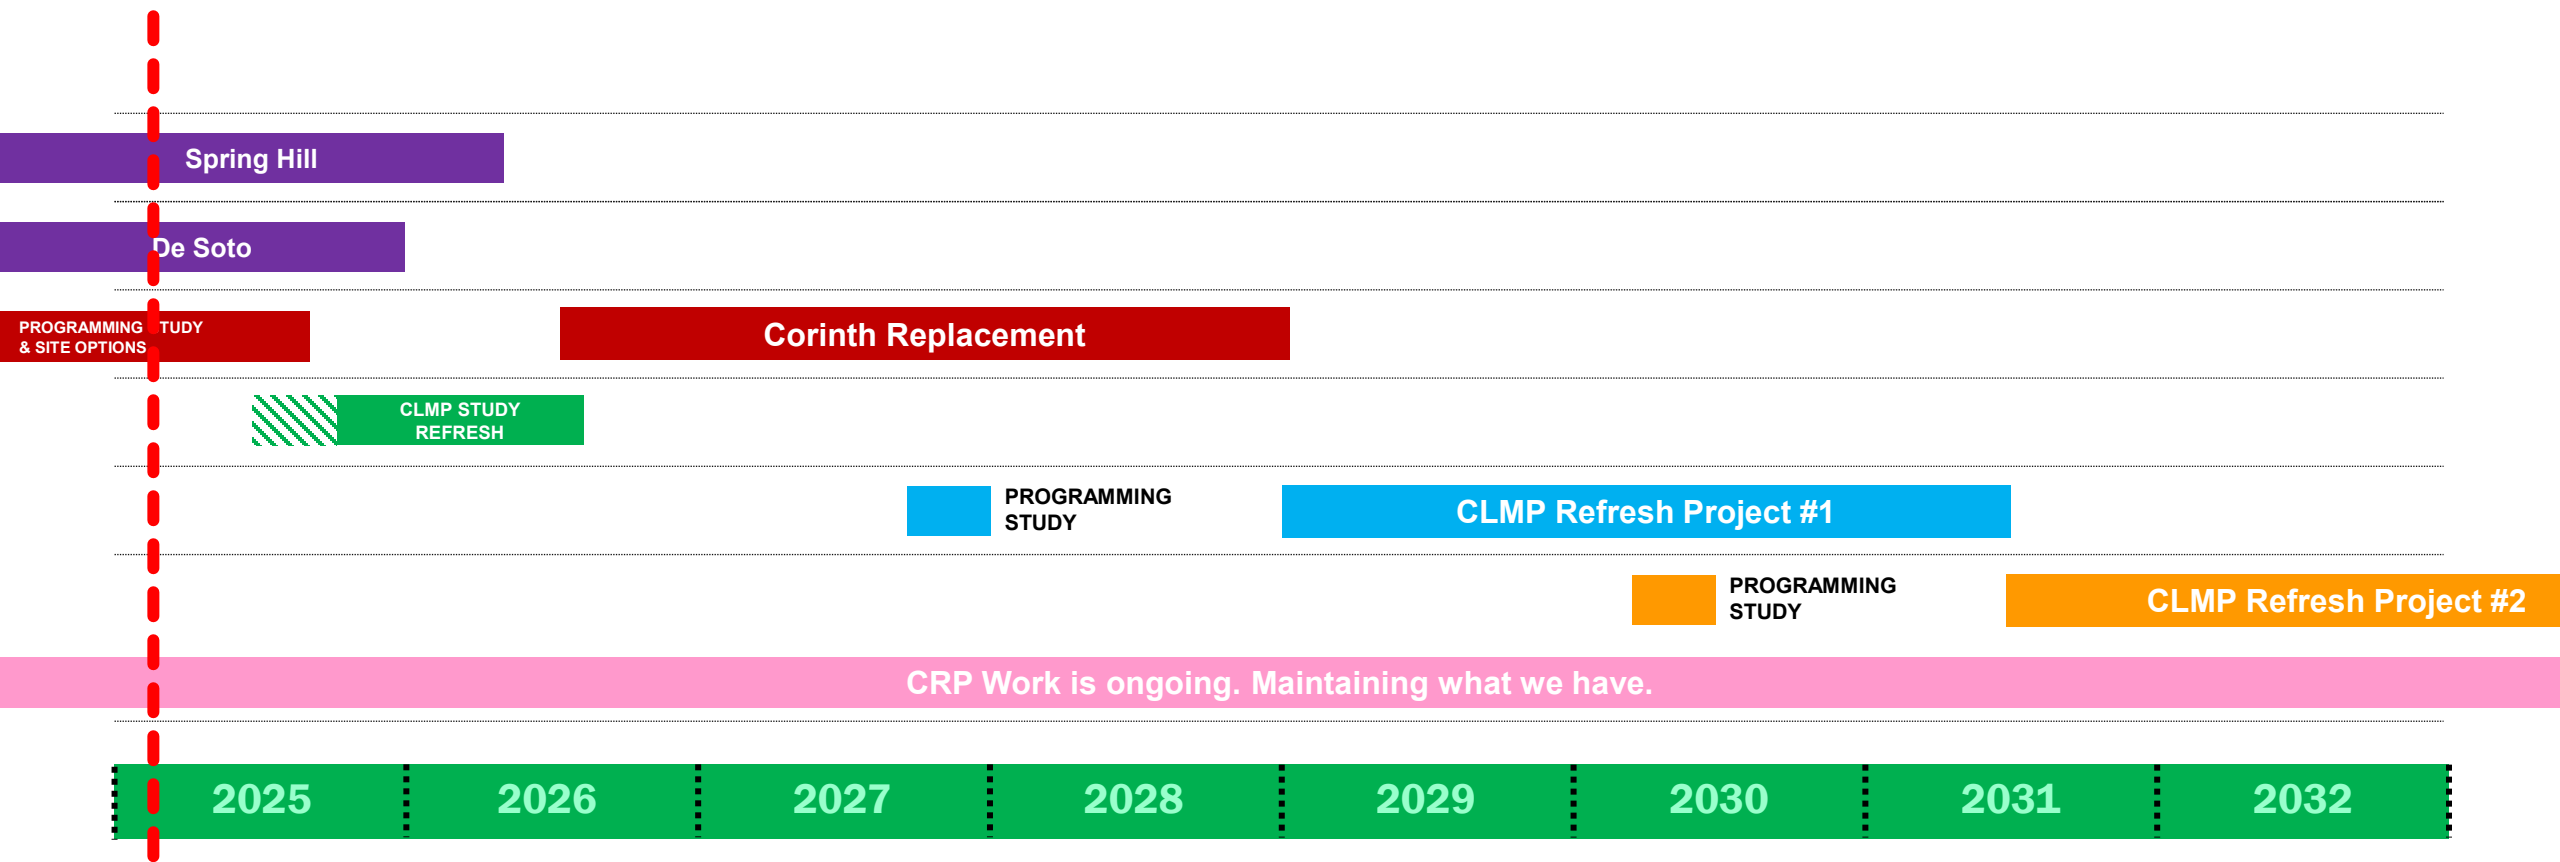 Spring Hill
De Soto
PROGRAMMING STUDY
& SITE OPTIONS
Corinth Replacement
CLMP STUDY
REFRESH
PROGRAMMING
STUDY
CLMP Refresh Project #1
PROGRAMMING
STUDY
CLMP Refresh Project #2
CRP Work is ongoing. Maintaining what we have.
2025 2026 2027 2028 2029 2030 2031 2032